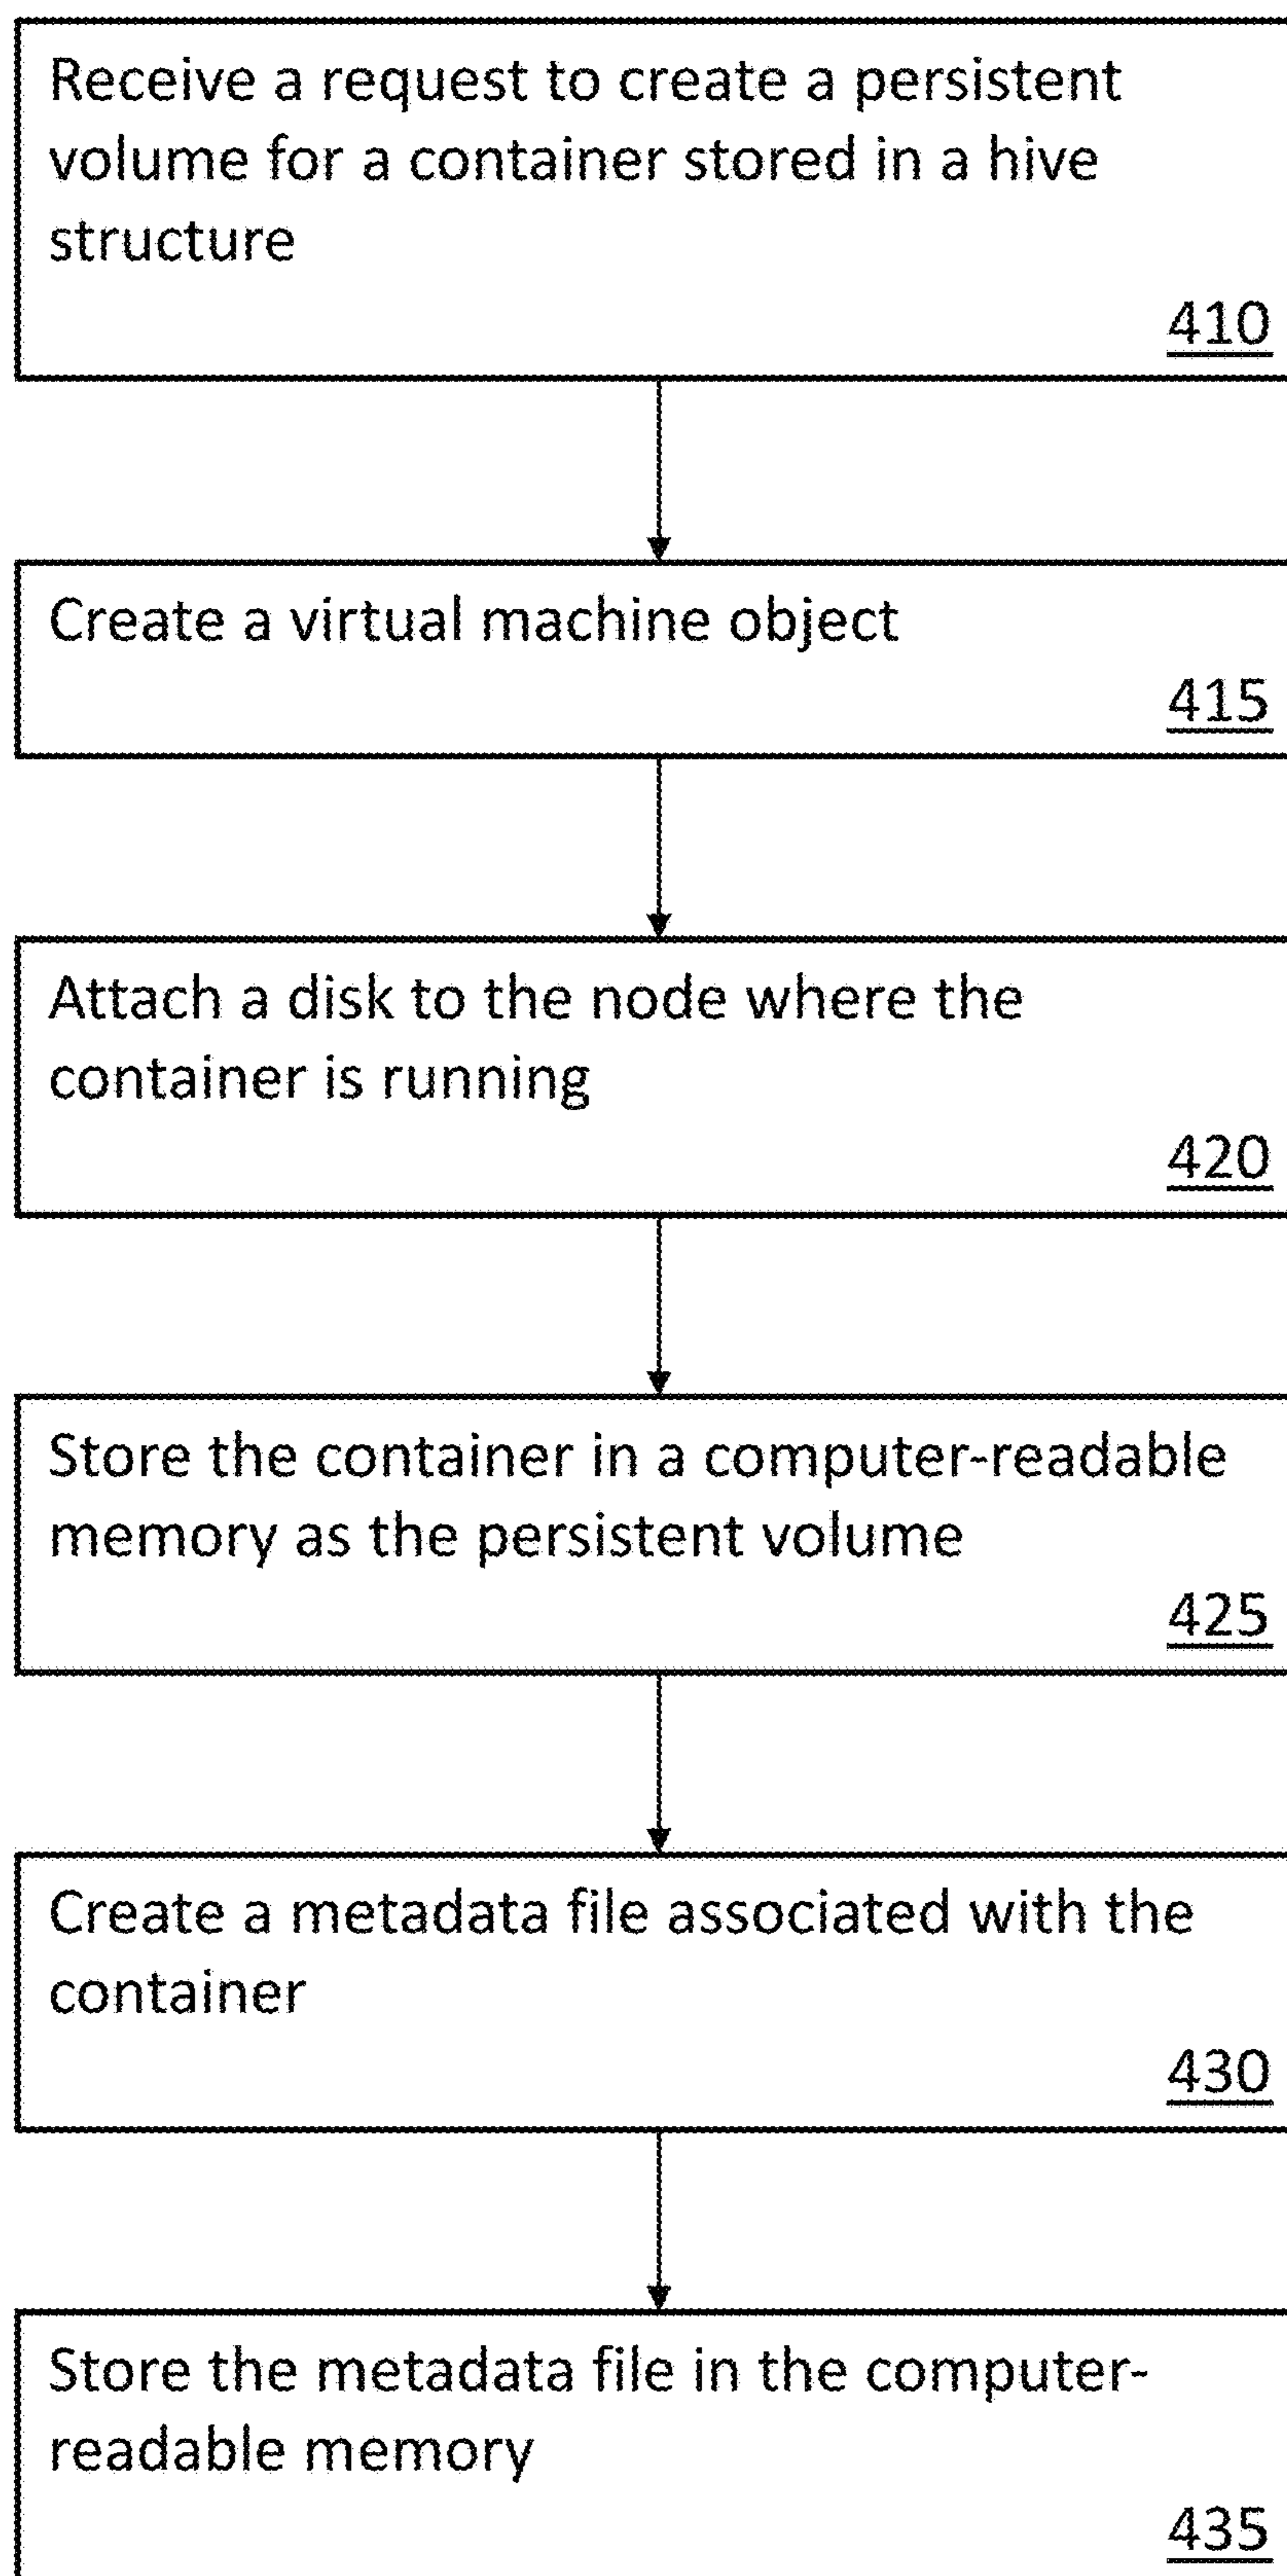 Receive a request to create a persistent
volume for a container stored in a hive
structure
410
Create a virtual machine object
415
Attach a disk to the node where the
container is running
420
Store the container in a computer-readable
memory as the persistent volume
425
Create a metadata file associated with the
container
430
Store the metadata file in the computer-
readable memory
435